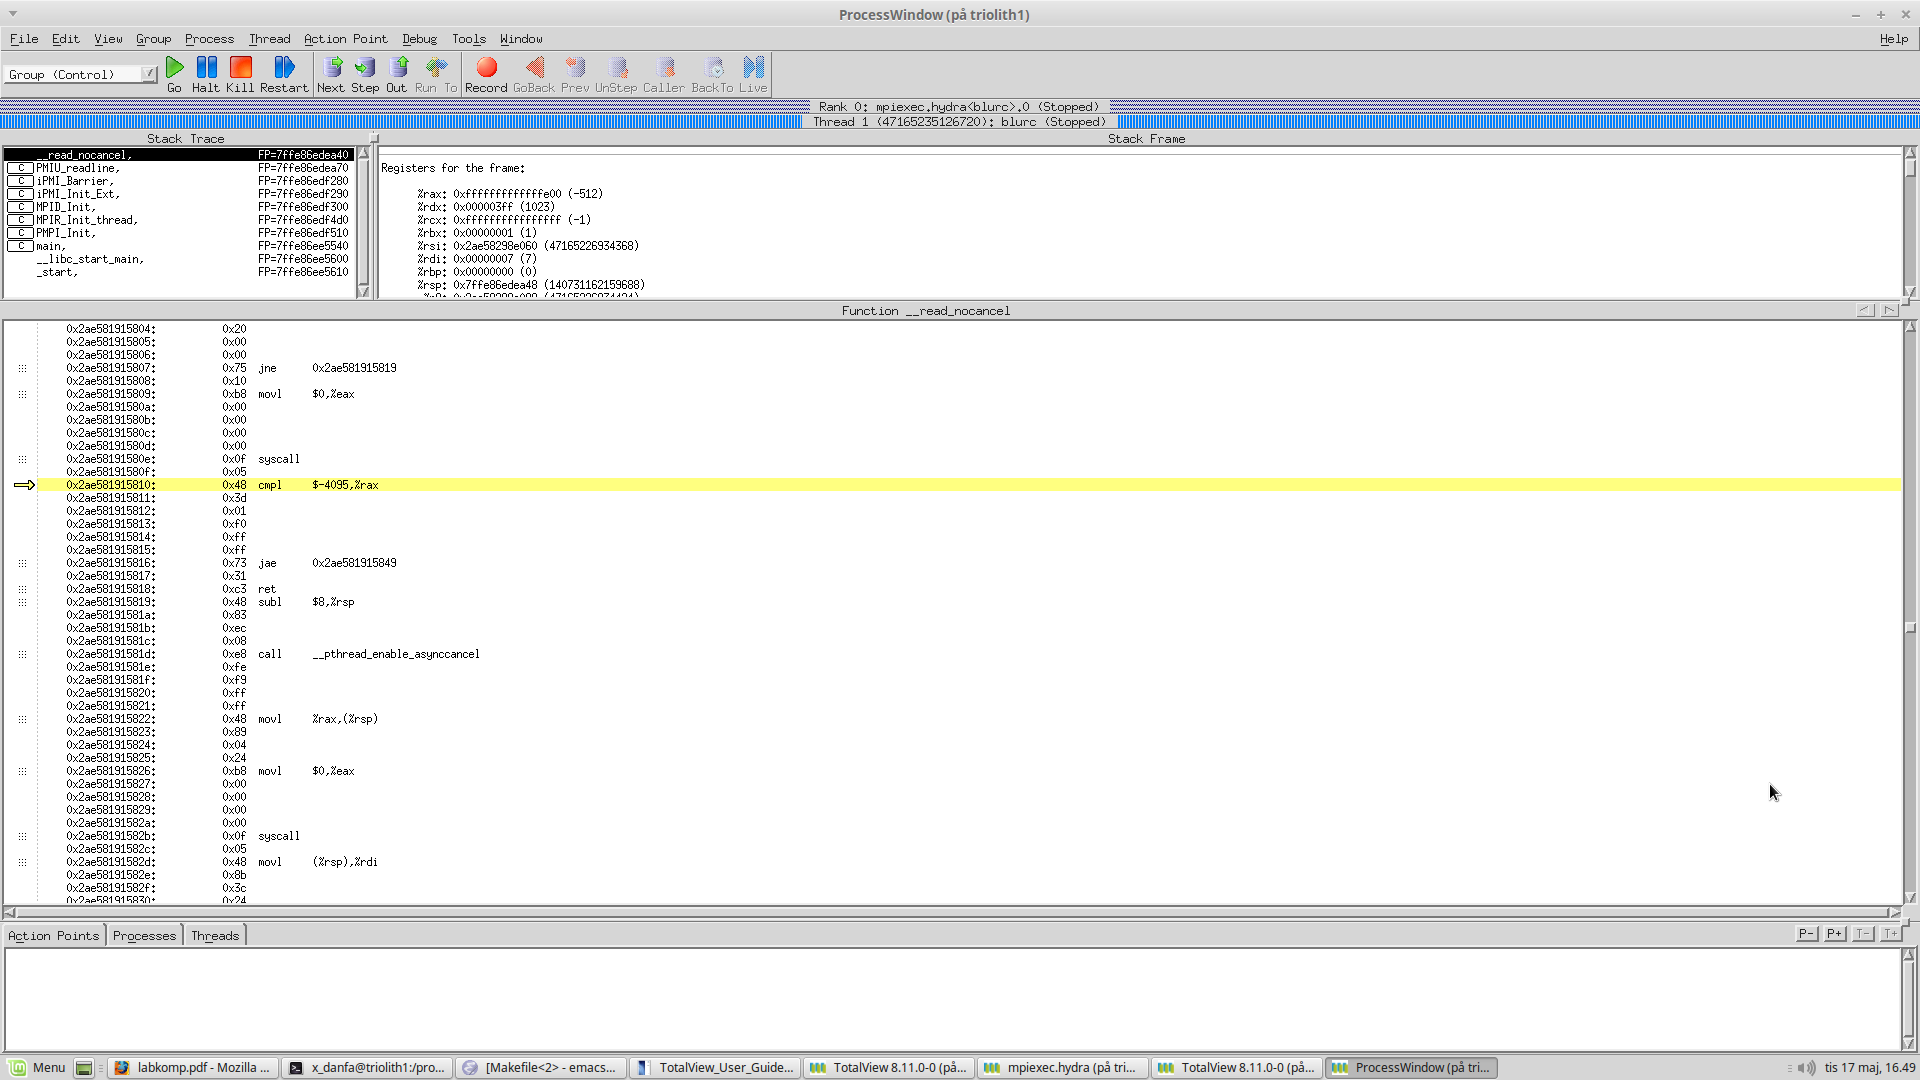 ProcessWindow (på triolith1)
File Edit View Group Process Thread Action Point Debug Tools Window Help
Group (Control)
Go Halt Kill Restart Next Step Out Run To Record GoBack Prev UnStep Caller BackTo Live
Rank 0: mpiexec.hydra<blurc>.0 (Stopped)
Thread 1 (47165235126720): blurc (Stopped)
Stack Trace
__read_nocancel, FP=7ffe86edea40
C PMIU_readline, FP=7ffe86edea70
C iPMI_Barrier, FP=7ffe86edf280
C iPMI_Init_Ext, FP=7ffe86edf290
C MPID_Init, FP=7ffe86edf300
C MPIR_Init_thread, FP=7ffe86edf4d0
C PMPI_Init, FP=7ffe86edf510
C main, FP=7ffe86ee5540
__libc_start_main, FP=7ffe86ee5600
_start, FP=7ffe86ee5610
Stack Frame
Registers for the frame:
%rax: 0xfffffffffffffe00 (-512)
%rdx: 0x000003ff (1023)
%rcx: 0xffffffffffffffff (-1)
%rbx: 0x00000001 (1)
%rsi: 0x2ae58298e060 (47165226934368)
%rdi: 0x00000007 (7)
%rbp: 0x00000000 (0)
%rsp: 0x7ffe86edea48 (140731162159688)
Function __read_nocancel
0x2ae581915804: 0x20
0x2ae581915805: 0x00
0x2ae581915806: 0x00
0x2ae581915807: 0x75 jne 0x2ae581915819
0x2ae581915808: 0x10
0x2ae581915809: 0xb8 movl $0,%eax
0x2ae58191580a: 0x00
0x2ae58191580b: 0x00
0x2ae58191580c: 0x00
0x2ae58191580d: 0x00
0x2ae58191580e: 0x0f syscall
0x2ae58191580f: 0x05
0x2ae581915810: 0x48 cmpl $-4095,%rax
0x2ae581915811: 0x3d
0x2ae581915812: 0x01
0x2ae581915813: 0xf0
0x2ae581915814: 0xff
0x2ae581915815: 0xff
0x2ae581915816: 0x73 jae 0x2ae581915849
0x2ae581915817: 0x31
0x2ae581915818: 0xc3 ret
0x2ae581915819: 0x48 subl $8,%rsp
0x2ae58191581a: 0x83
0x2ae58191581b: 0xec
0x2ae58191581c: 0x08
0x2ae58191581d: 0xe8 call __pthread_enable_asynccancel
0x2ae58191581e: 0xfe
0x2ae58191581f: 0xf9
0x2ae581915820: 0xff
0x2ae581915821: 0xff
0x2ae581915822: 0x48 movl %rax,(%rsp)
0x2ae581915823: 0x89
0x2ae581915824: 0x04
0x2ae581915825: 0x24
0x2ae581915826: 0xb8 movl $0,%eax
0x2ae581915827: 0x00
0x2ae581915828: 0x00
0x2ae581915829: 0x00
0x2ae58191582a: 0x00
0x2ae58191582b: 0x0f syscall
0x2ae58191582c: 0x05
0x2ae58191582d: 0x48 movl (%rsp),%rdi
0x2ae58191582e: 0x8b
0x2ae58191582f: 0x3c
0x2ae581915830: 0x24
Action Points Processes Threads P- P+ T- T+
Menu labkomp.pdf - Mozilla ... x_danfa@triolith1:/pro... [Makefile<2> - emacs... TotalView_User_Guide... TotalView 8.11.0-0 (på... mpiexec.hydra (på tri... TotalView 8.11.0-0 (på... ProcessWindow (på tri... tis 17 maj, 16.49